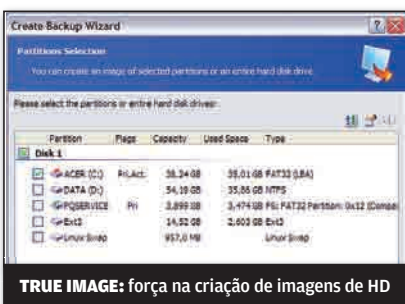 Create Backup Wizard
Partitions Selection
You can create an image of selected partitions or an entire hard disk drive.
Please select the partitions or entire hard disk drives:
Partition Flags Capacity Used Space Type
Disk 1
ACER (C:) Pri,Act. 38,34 GB 35,01 GB FAT32 (LBA)
DATA (D:) 54,19 GB 35,86 GB NTFS
PQSERVICE Pri 3,899 GB 3,474 GB FS: FAT32 Partition: 0x12 (Compa
Ext3 14,52 GB 2,603 GB Ext3
Linux Swap 957,0 MB Linux Swap
TRUE IMAGE: força na criação de imagens de HD